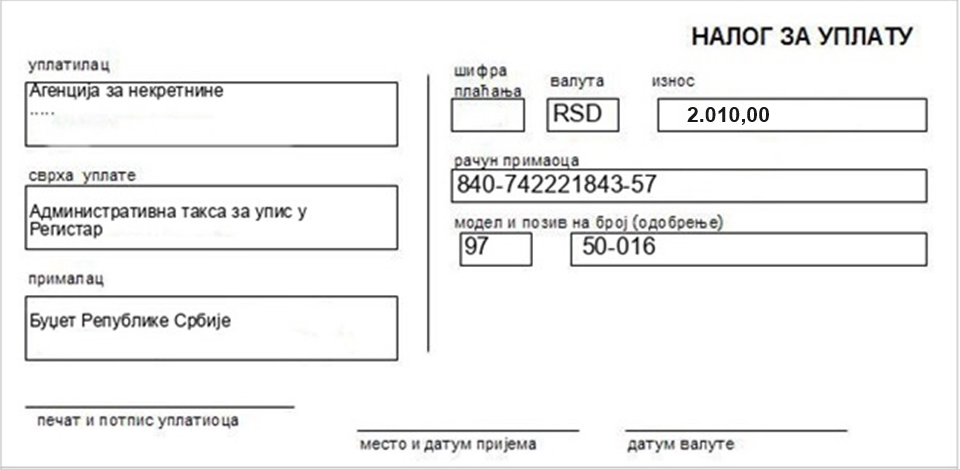 НАЛОГ ЗА УПЛАТУ
уплатилац
Агенција за некретнине
.....
сврха уплате
Административна такса за упис у
Регистар
прималац
Буџет Републике Србије
печат и потпис уплатиоца
место и датум пријема
шифра
плаћања
валута
износ
RSD
2.010,00
рачун примаоца
840-742221843-57
модел и позив на број (одобрење)
97
50-016
датум валуте